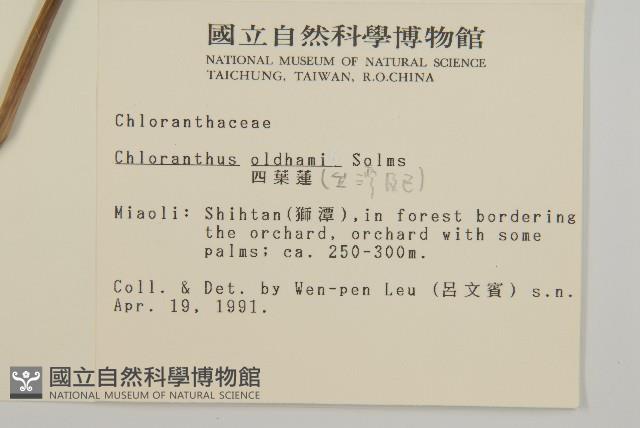 國立自然科學博物館
NATIONAL MUSEUM OF NATURAL SCIENCE
TAICHUNG, TAIWAN, R.O.CHINA
Chloranthaceae
Chloranthus oldhami Solms
四葉蓮
Miaoli: Shihtan(獅潭),in forest bordering
the orchard, orchard with some
palms; ca. 250-300m.
Coll. & Det. by Wen-pen Leu (呂文賓) s.n.
Apr. 19, 1991.
國立自然科學博物館
NATIONAL MUSEUM OF NATURAL SCIENCE